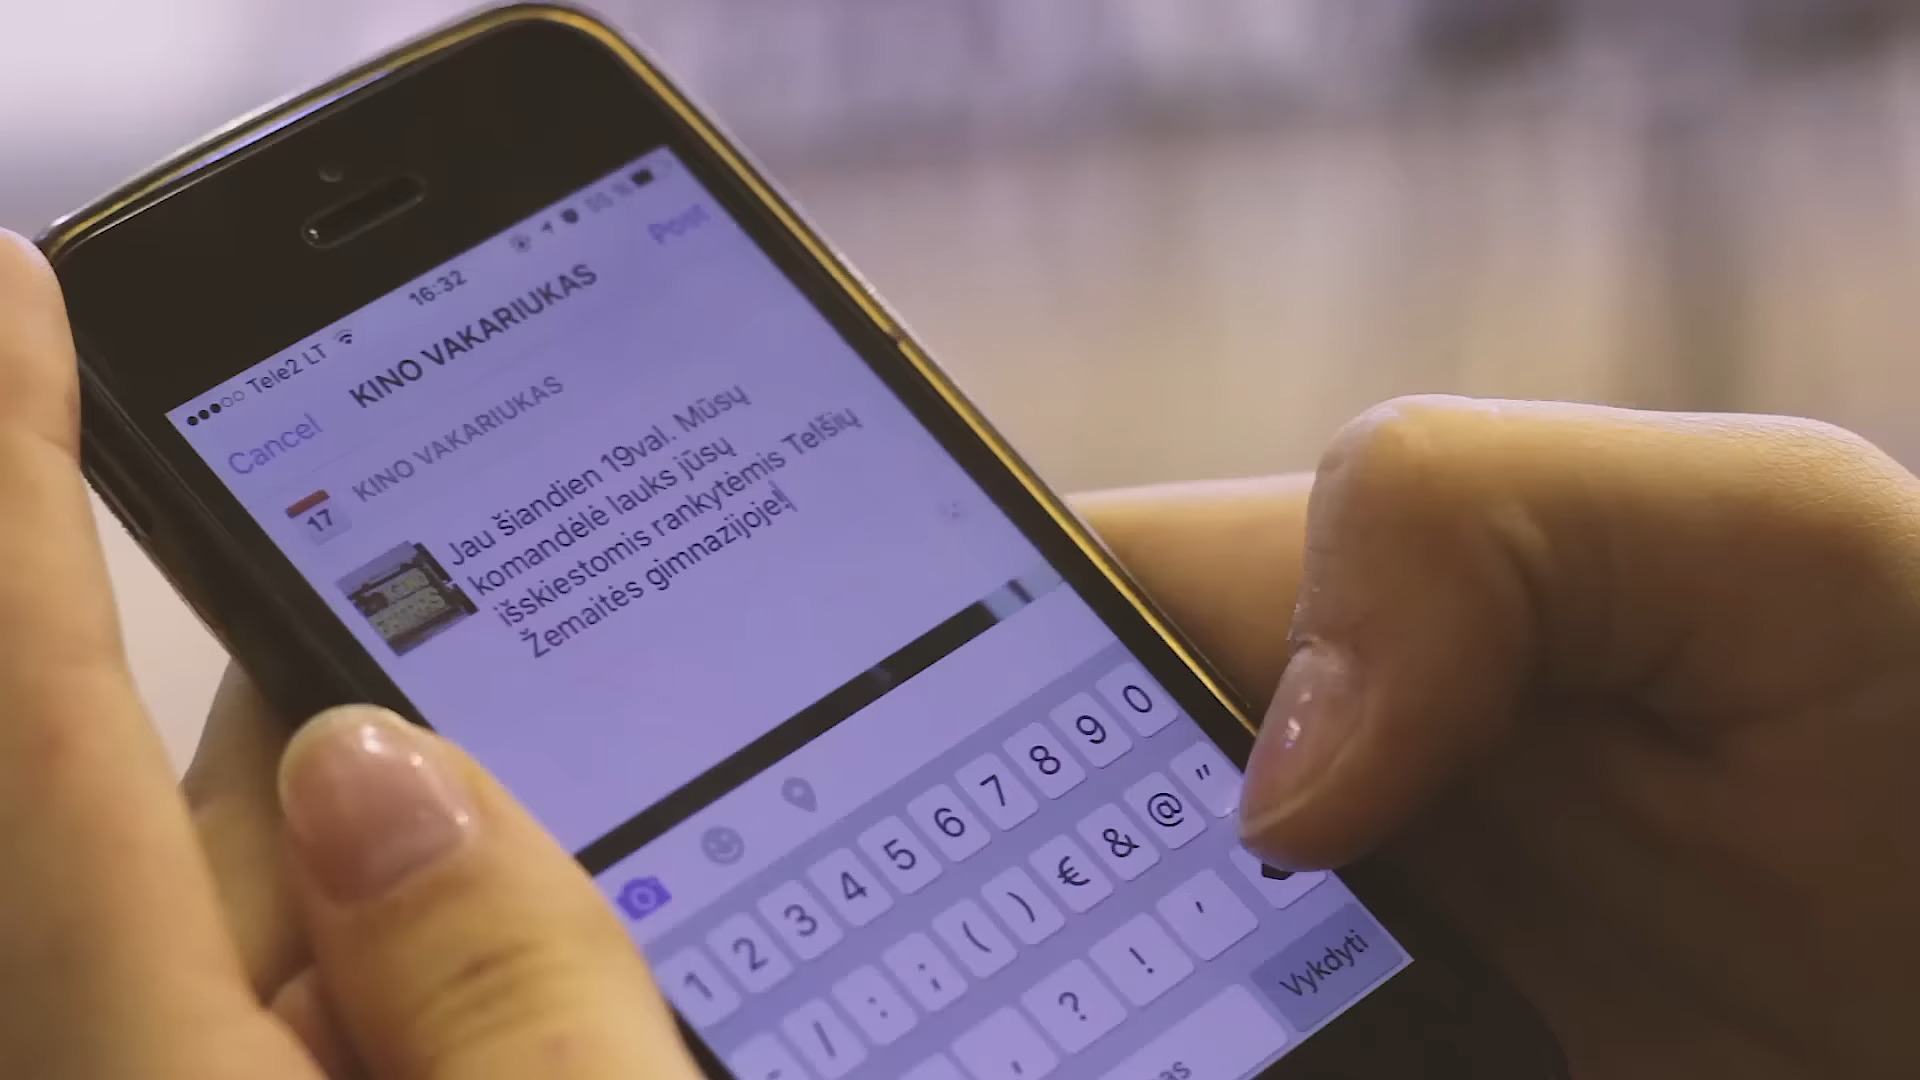 Tele2 LT 16:32
Cancel KINO VAKARIUKAS Post
KINO VAKARIUKAS
17
Jau šiandien 19val. Mūsų
komandėlė lauks jūsų
išskiestomis rankytėmis Telšių
Žemaitės gimnazijoje!
1 2 3 4 5 6 7 8 9 0
- / : ; ( ) € & @ "
, ? ! '
Vykdyti